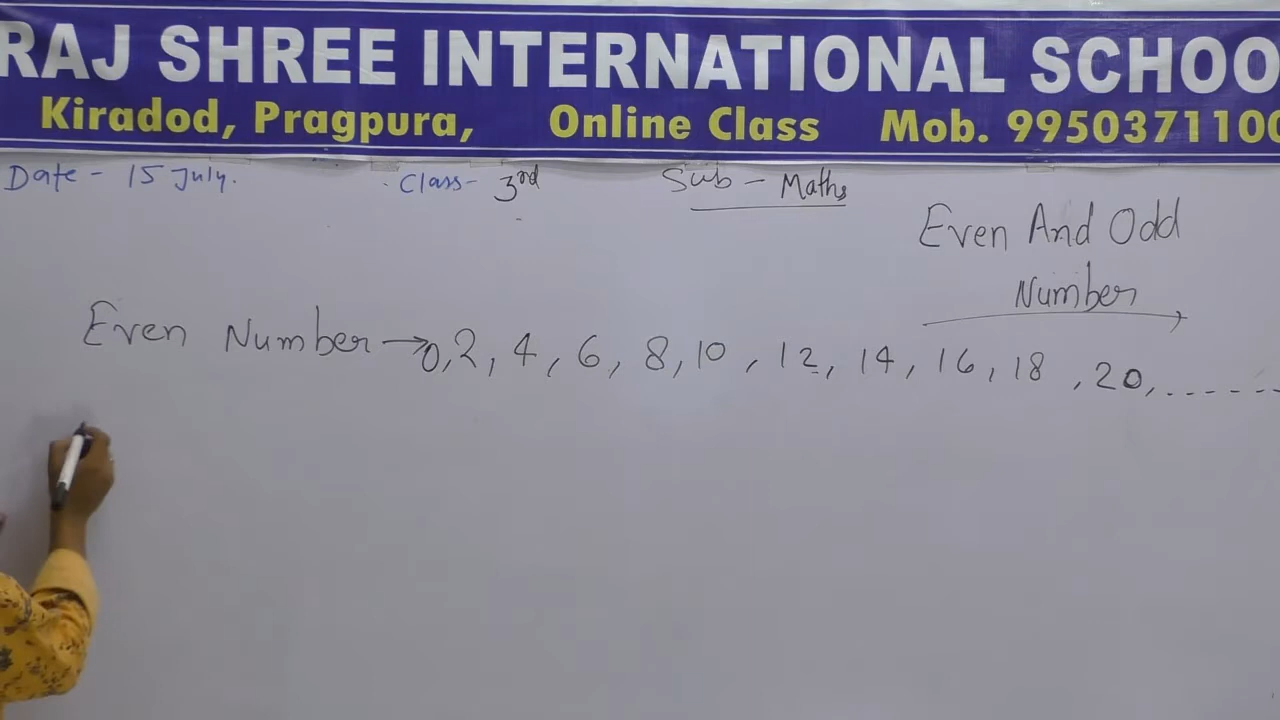 RAJ SHREE INTERNATIONAL SCHOO
Kiradod, Pragpura, Online Class Mob. 9950371100
Date - 15 July. Class - 3rd Sub - Maths
Even And Odd
Number
Even Number → 0, 2, 4, 6, 8, 10, 12, 14, 16, 18, 20, ......